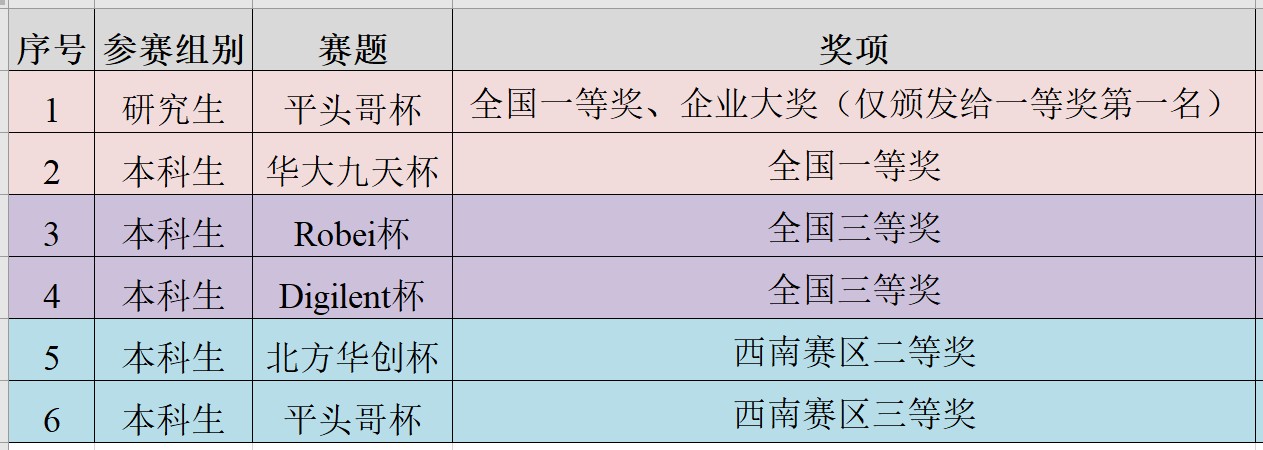 序号 参赛组别 赛题 奖项
1 研究生 平头哥杯 全国一等奖、企业大奖（仅颁发给一等奖第一名）
2 本科生 华大九天杯 全国一等奖
3 本科生 Robei杯 全国三等奖
4 本科生 Digilent杯 全国三等奖
5 本科生 北方华创杯 西南赛区二等奖
6 本科生 平头哥杯 西南赛区三等奖